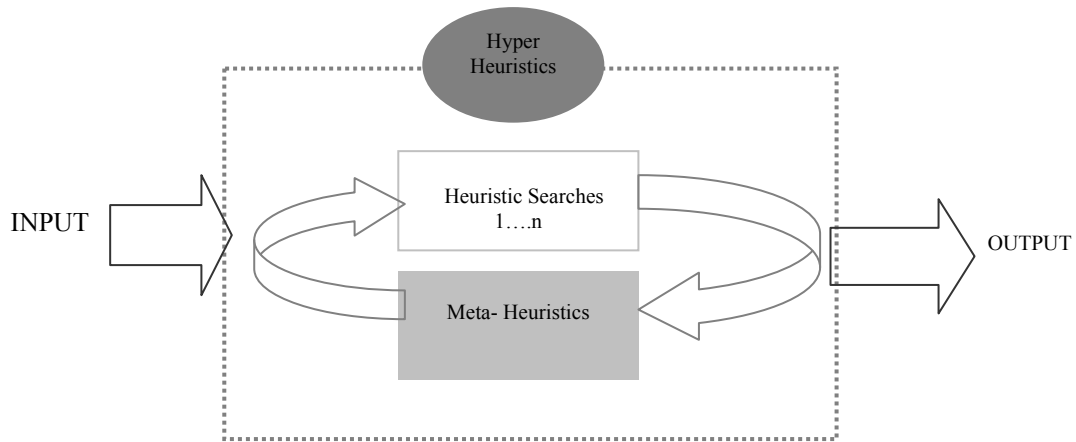 Hyper
Heuristics
Heuristic Searches
1….n
INPUT
OUTPUT
Meta- Heuristics